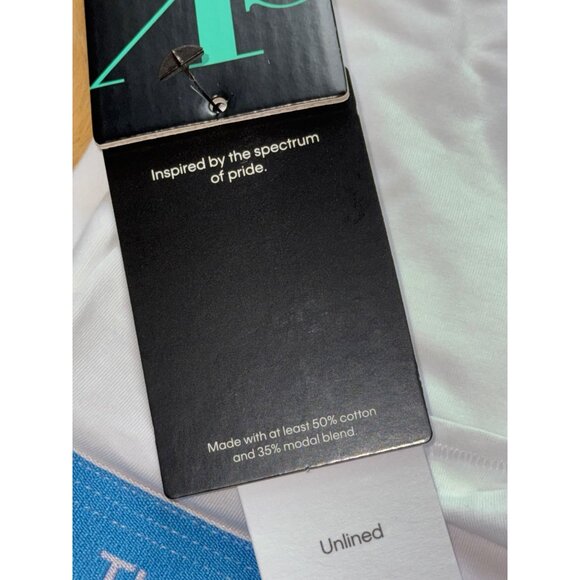 Inspired by the spectrum
of pride.
Made with at least 50% cotton
and 35% modal blend.
Unlined